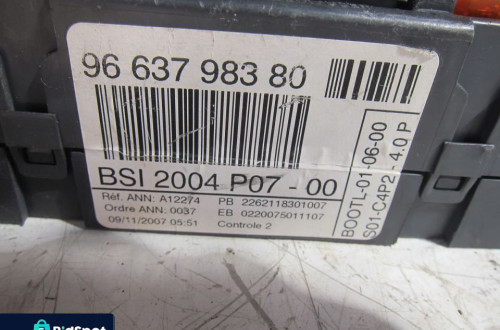 96 637 983 80
BSI 2004 P07 - 00
Réf. ANN: A12274 PB 2262118301007
Ordre ANN: 0037 EB 0220075011107
09/11/2007 05:51 Controle 2
BOOTL-01-06-00
S01-C4P2 - 4.0 P
BidSpot